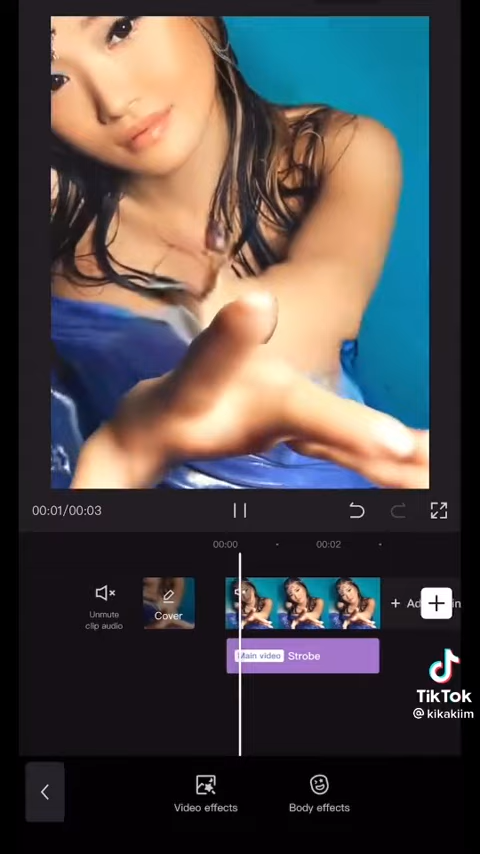 00:01/00:03
00:00
00:02
Unmute
clip audio
Cover
Main video
Strobe
TikTok
@kikakiim
Video effects
Body effects